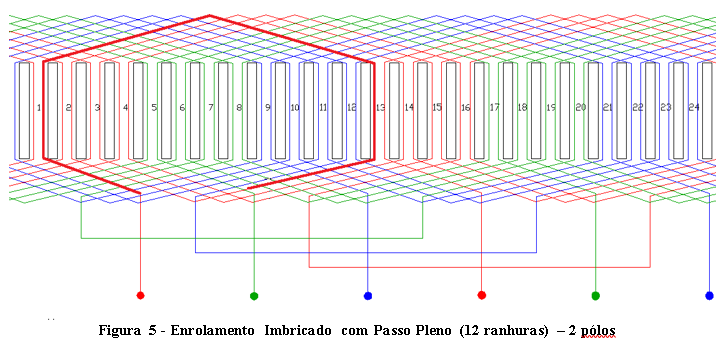 1 2 3 4 5 6 7 8 9 10 11 12 13 14 15 16 17 18 19 20 21 22 23 24
Figura 5 - Enrolamento Imbricado com Passo Pleno (12 ranhuras) – 2 pólos